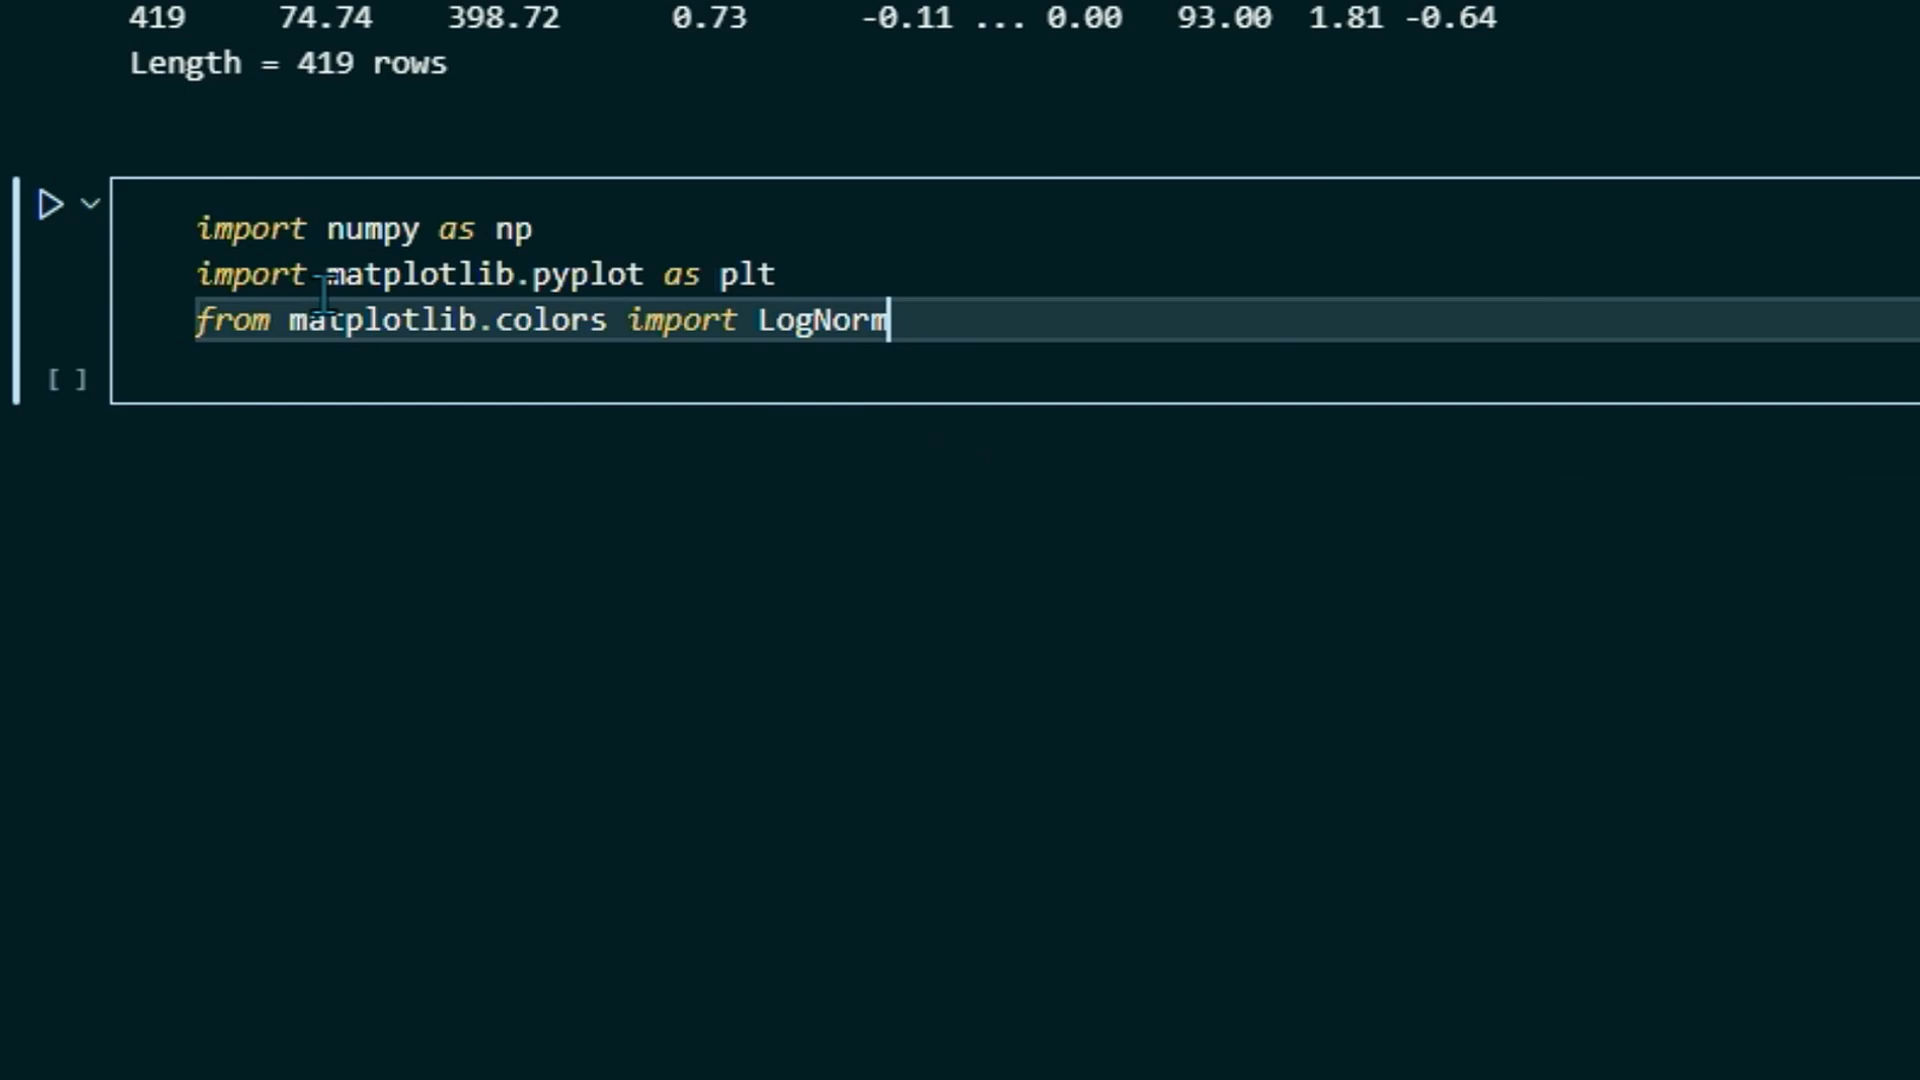 419 74.74 398.72 0.73 -0.11 ... 0.00 93.00 1.81 -0.64
Length = 419 rows
import numpy as np
import matplotlib.pyplot as plt
from matplotlib.colors import LogNorm
[ ]